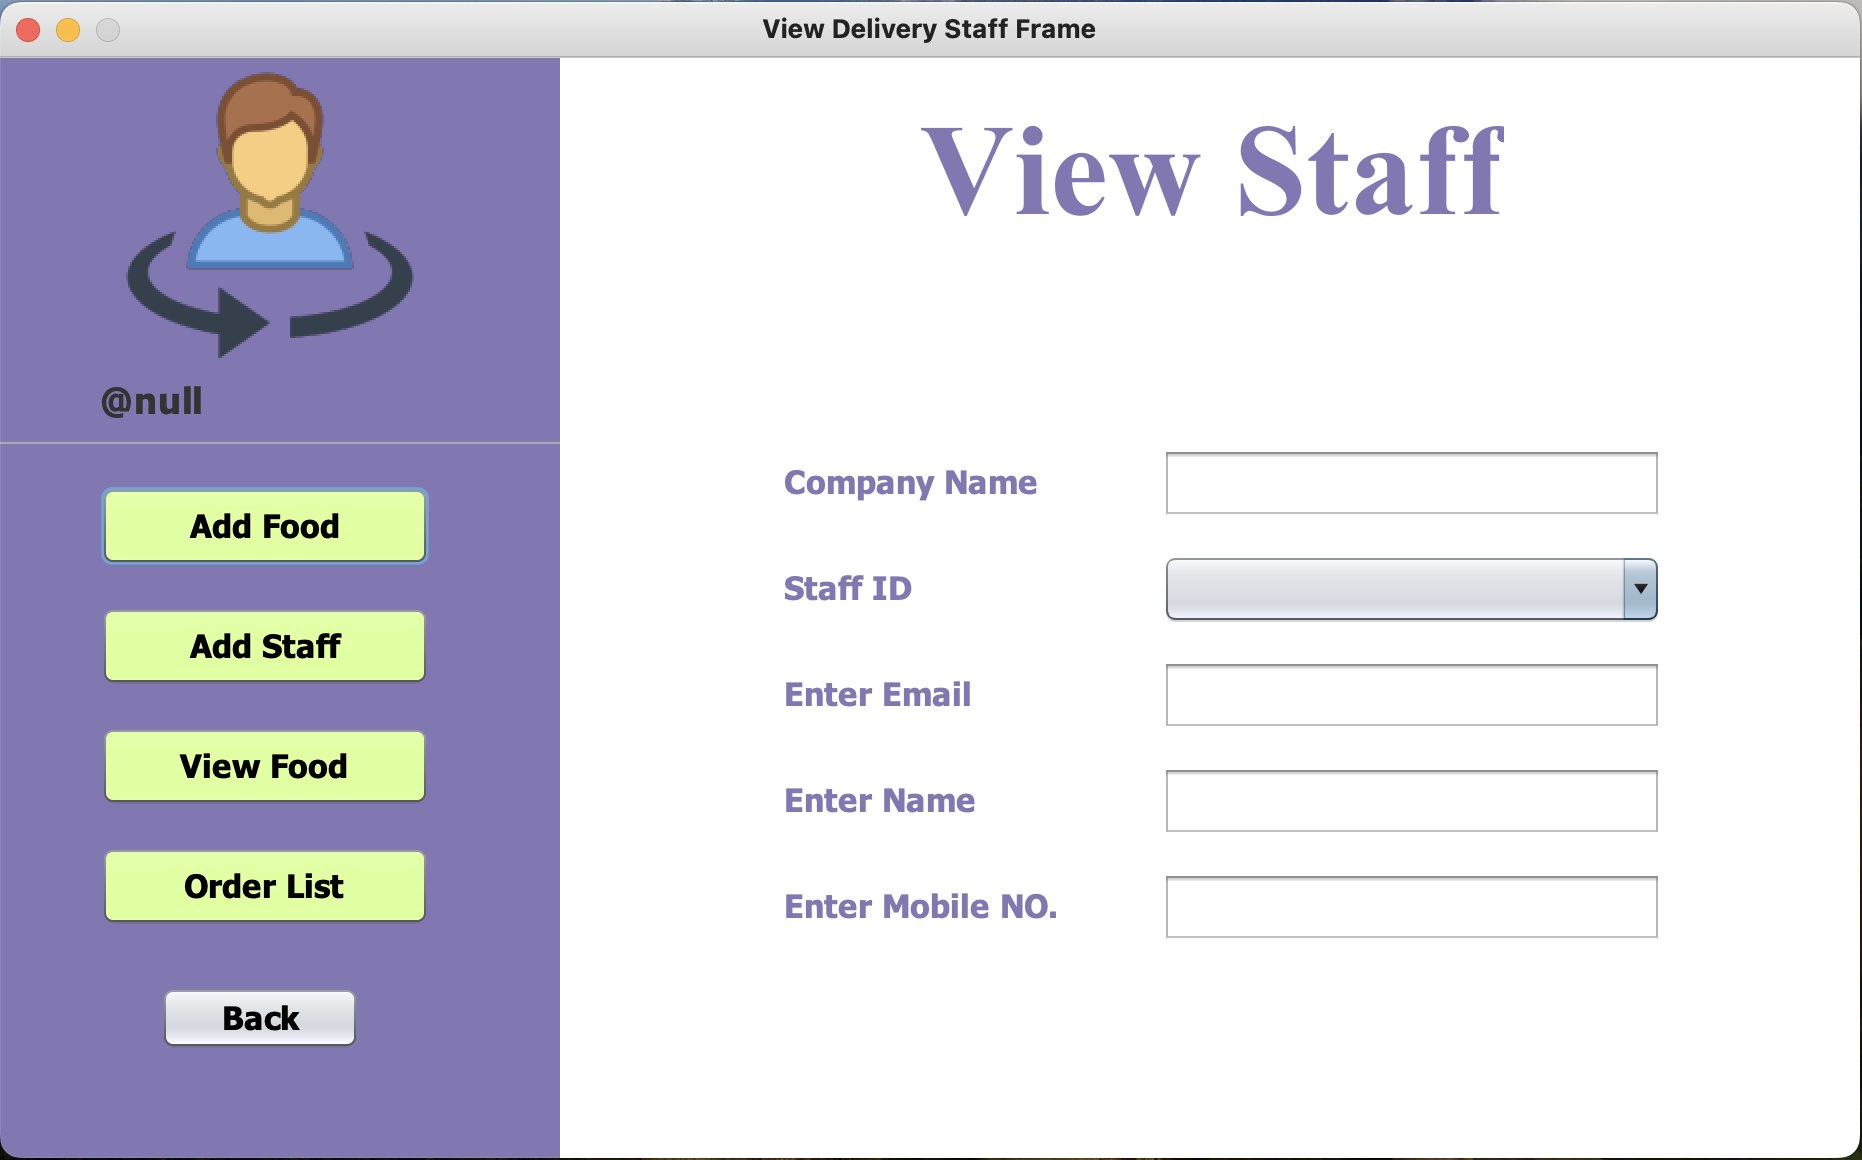 View Delivery Staff Frame
@null
Add Food
Add Staff
View Food
Order List
Back
View Staff
Company Name
Staff ID
Enter Email
Enter Name
Enter Mobile NO.